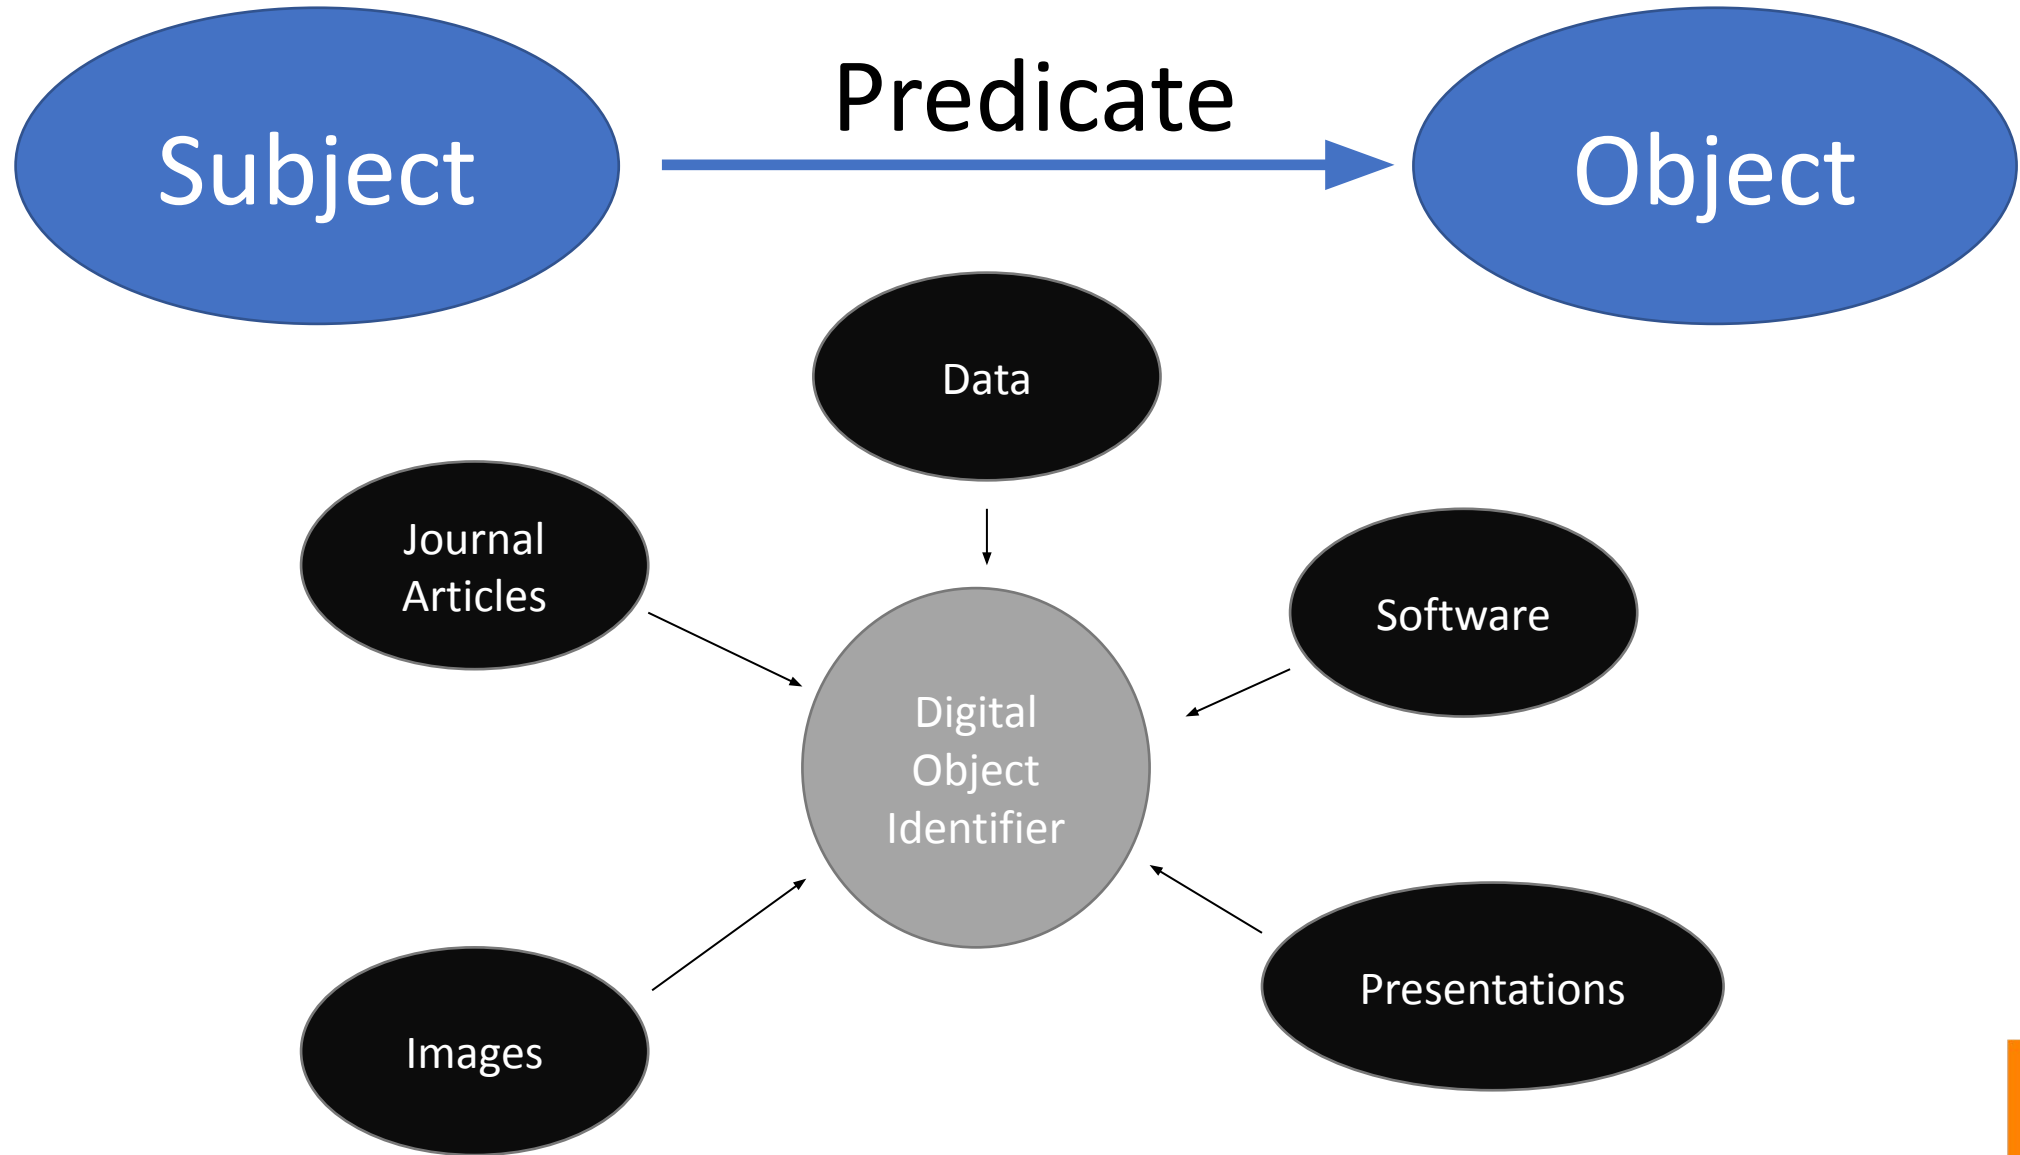 Subject
Predicate
Object
Data
Journal
Articles
Software
Digital
Object
Identifier
Presentations
Images